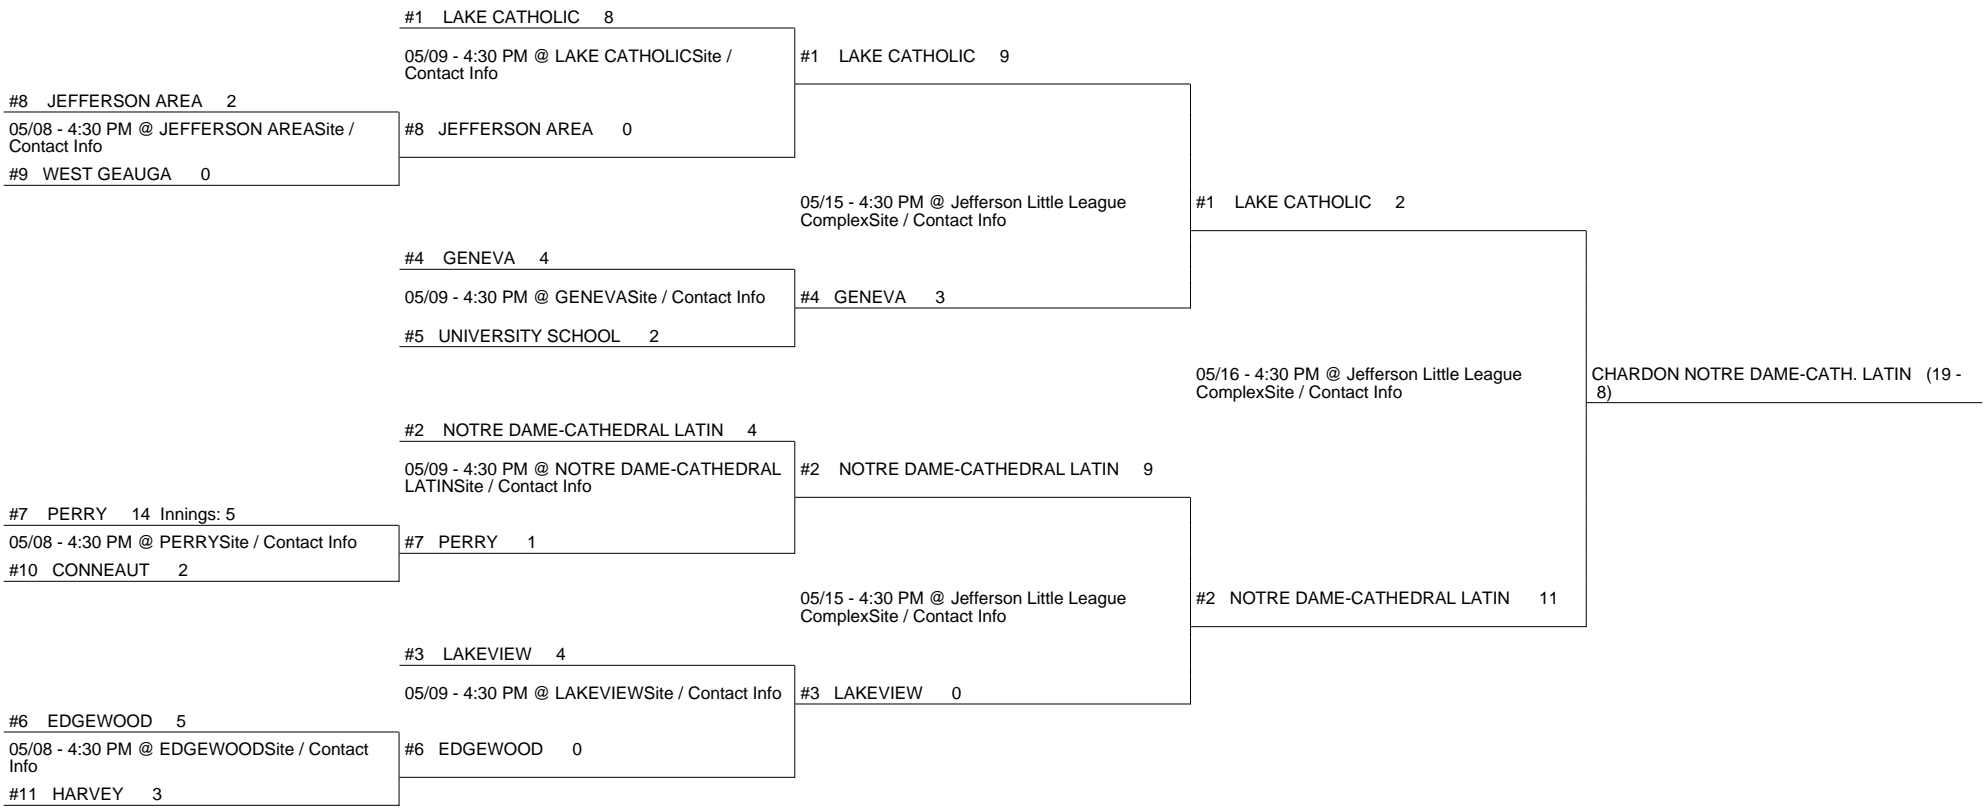 #1 LAKE CATHOLIC 8
05/09 - 4:30 PM @ LAKE CATHOLICSite /
Contact Info
#8 JEFFERSON AREA 2
05/08 - 4:30 PM @ JEFFERSON AREASite /
Contact Info
#9 WEST GEAUGA 0
#8 JEFFERSON AREA 0
#1 LAKE CATHOLIC 9
05/15 - 4:30 PM @ Jefferson Little League
ComplexSite / Contact Info
#4 GENEVA 4
05/09 - 4:30 PM @ GENEVASite / Contact Info
#5 UNIVERSITY SCHOOL 2
#4 GENEVA 3
#1 LAKE CATHOLIC 2
05/16 - 4:30 PM @ Jefferson Little League
ComplexSite / Contact Info
CHARDON NOTRE DAME-CATH. LATIN (19 -
8)
#2 NOTRE DAME-CATHEDRAL LATIN 4
05/09 - 4:30 PM @ NOTRE DAME-CATHEDRAL
LATINSite / Contact Info
#7 PERRY 14 Innings: 5
05/08 - 4:30 PM @ PERRYSite / Contact Info
#10 CONNEAUT 2
#7 PERRY 1
#2 NOTRE DAME-CATHEDRAL LATIN 9
05/15 - 4:30 PM @ Jefferson Little League
ComplexSite / Contact Info
#2 NOTRE DAME-CATHEDRAL LATIN 11
#3 LAKEVIEW 4
05/09 - 4:30 PM @ LAKEVIEWSite / Contact Info
#3 LAKEVIEW 0
#6 EDGEWOOD 5
05/08 - 4:30 PM @ EDGEWOODSite / Contact
Info
#11 HARVEY 3
#6 EDGEWOOD 0